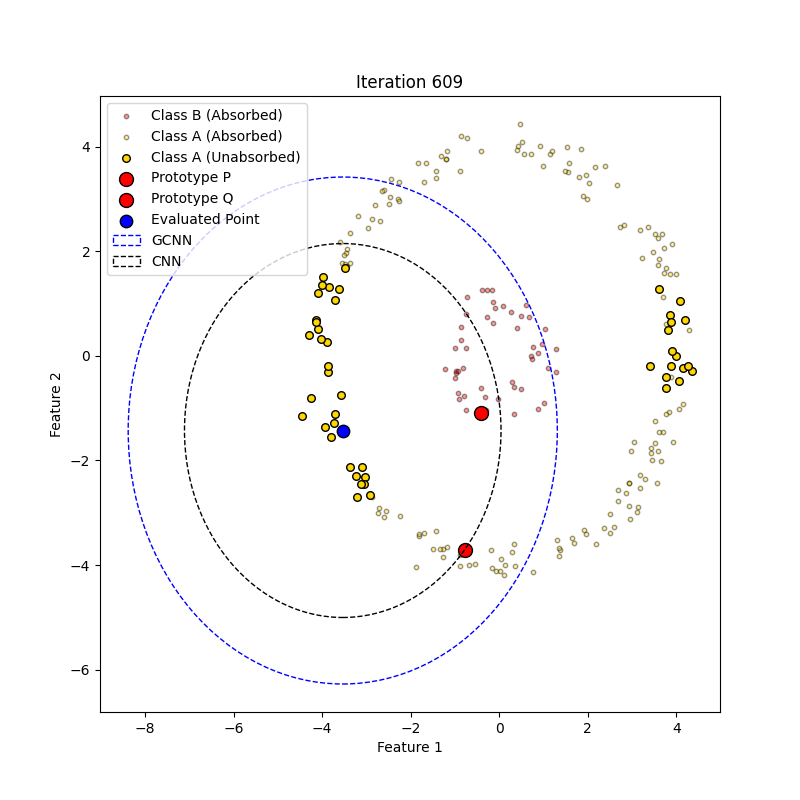 Iteration 609
Class B (Absorbed)
Class A (Absorbed)
Class A (Unabsorbed)
Prototype P
Prototype Q
Evaluated Point
GCNN
CNN
4
2
0
−2
−4
−6
Feature 2
−8
−6
−4
−2
0
2
4
Feature 1